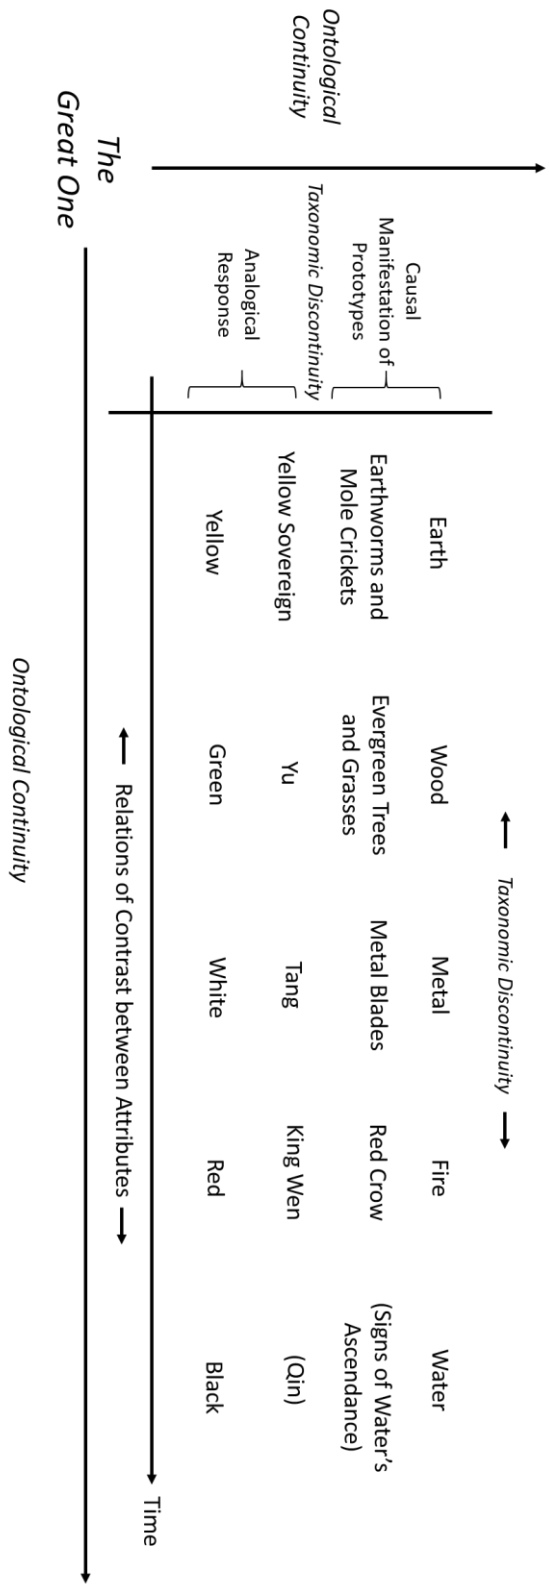 Taxonomic Discontinuity
Earth
Wood
Metal
Fire
Water
Causal
Manifestation of
Prototypes
Earthworms and
Mole Crickets
Evergreen Trees
and Grasses
Metal Blades
Red Crow
(Signs of Water’s
Ascendance)
Ontological
Continuity
Taxonomic Discontinuity
Yellow Sovereign
Yu
Tang
King Wen
(Qin)
Analogical
Response
Yellow
Green
White
Red
Black
Time
Relations of Contrast between Attributes
The
Great One
Ontological Continuity